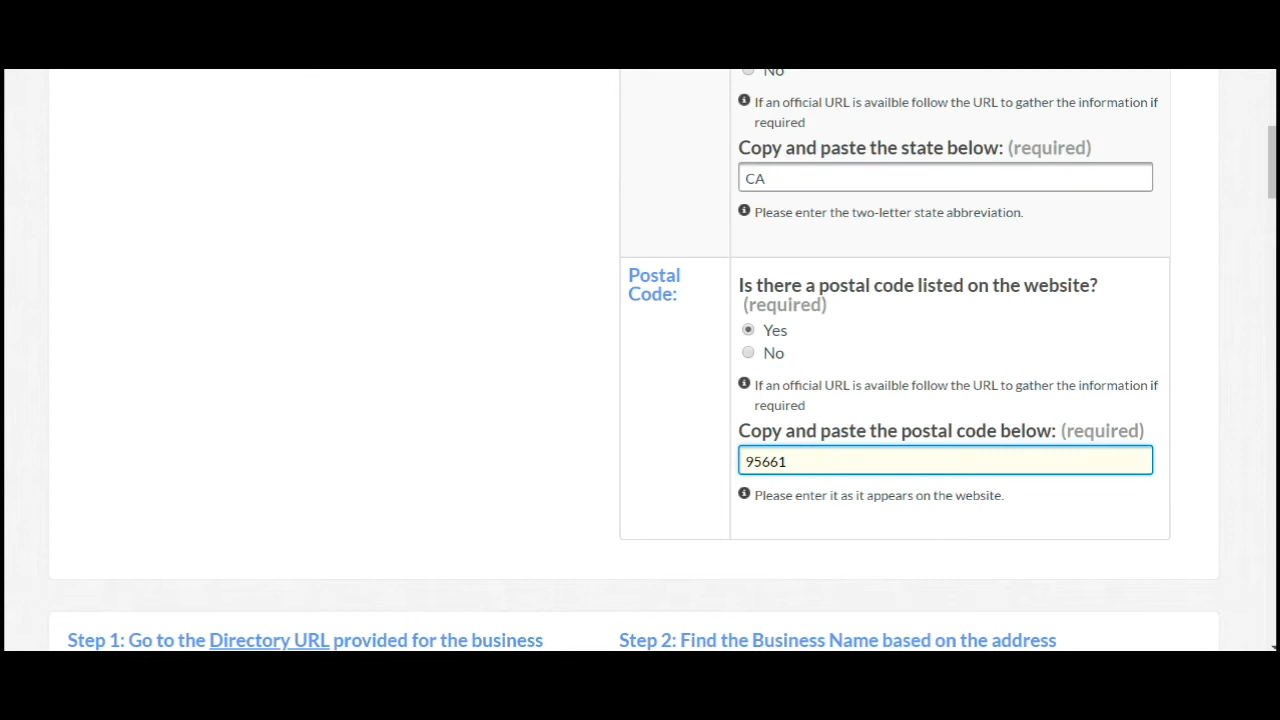 No
If an official URL is availble follow the URL to gather the information if
required
Copy and paste the state below: (required)
CA
Please enter the two-letter state abbreviation.
Postal
Code:
Is there a postal code listed on the website?
(required)
Yes
No
If an official URL is availble follow the URL to gather the information if
required
Copy and paste the postal code below: (required)
95661
Please enter it as it appears on the website.
Step 1: Go to the Directory URL provided for the business
Step 2: Find the Business Name based on the address